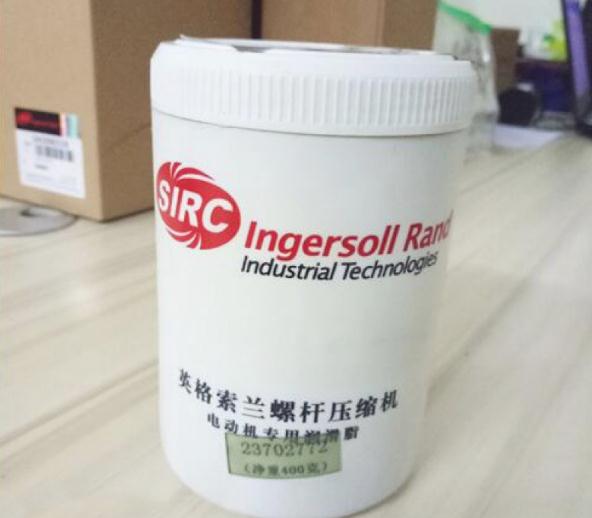 SIRC
Ingersoll Rand
Industrial Technologies
英格索兰螺杆压缩机
电动机专用润滑脂
23702772
(净重400克)